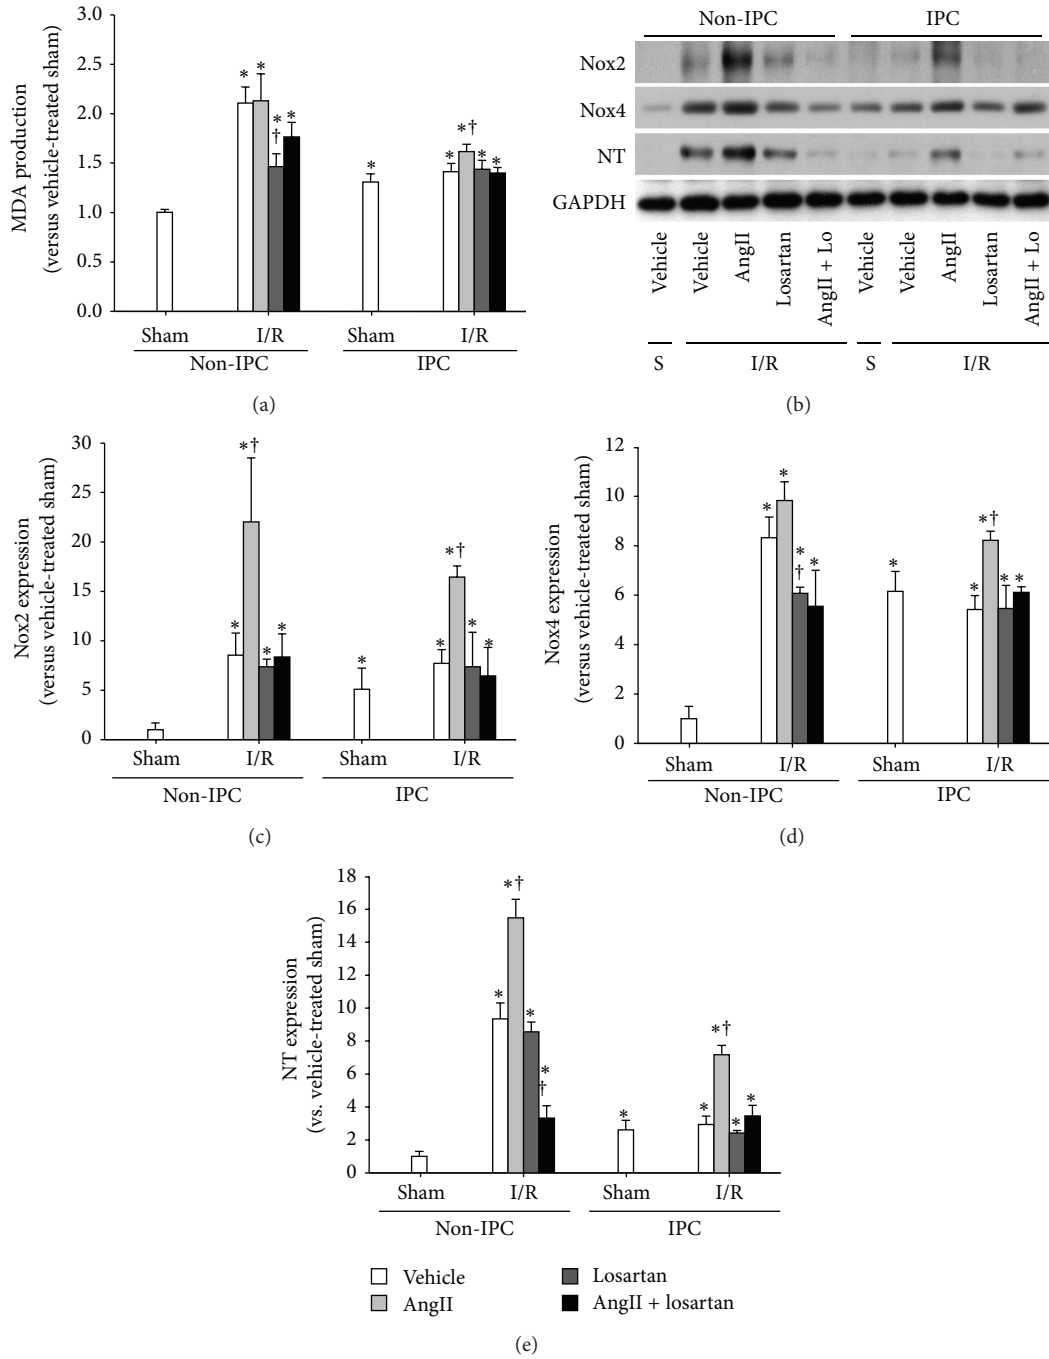 MDA production
(versus vehicle-treated sham)
3.0
2.5
2.0
1.5
1.0
0.5
0.0
* * * † * * *† * * *
Sham I/R Sham I/R
Non-IPC IPC
(a)
Non-IPC IPC
Nox2
Nox4
NT
GAPDH
Vehicle Vehicle AngII Losartan AngII + Lo Vehicle Vehicle AngII Losartan AngII + Lo
S I/R S I/R
(b)
Nox2 expression
(versus vehicle-treated sham)
30
25
20
15
10
5
0
* *† * * * * *† * *
Sham I/R Sham I/R
Non-IPC IPC
(c)
Nox4 expression
(versus vehicle-treated sham)
12
10
8
6
4
2
0
* * * † * * * *† * *
Sham I/R Sham I/R
Non-IPC IPC
(d)
NT expression
(vs. vehicle-treated sham)
18
16
14
12
10
8
6
4
2
0
* *† * * † * * *† * *
Sham I/R Sham I/R
Non-IPC IPC
Vehicle Losartan
AngII AngII + losartan
(e)